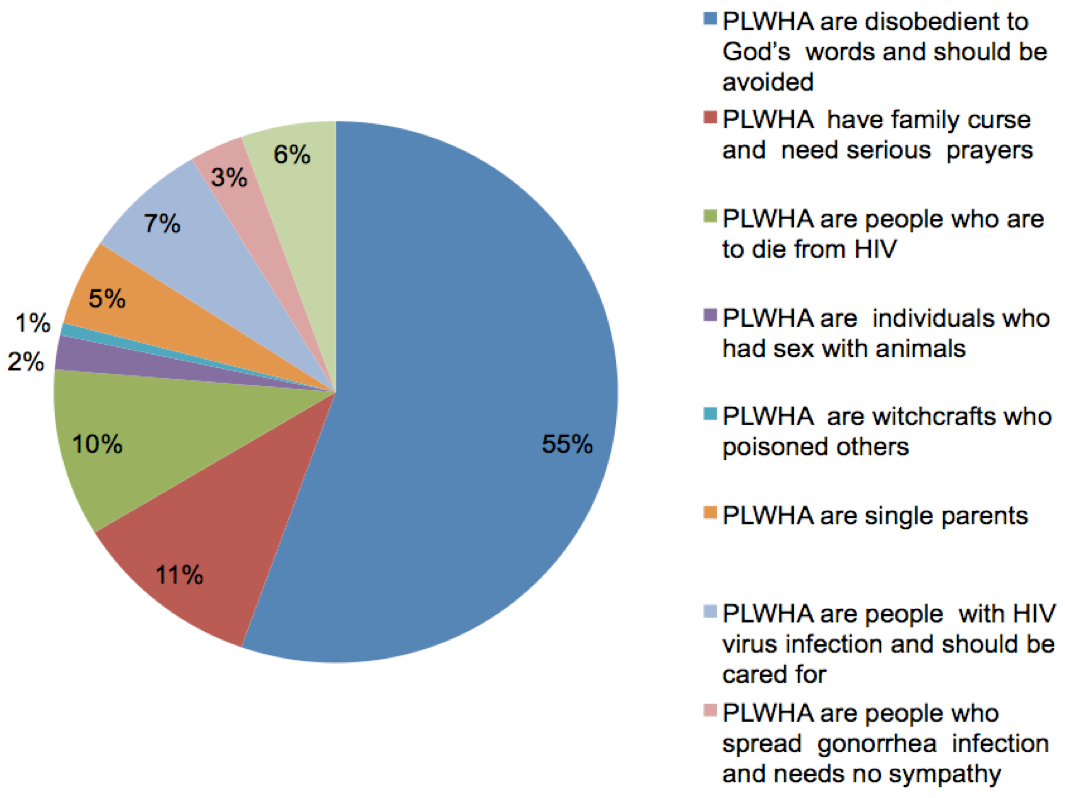 PLWHA are disobedient to
God's words and should be
avoided
PLWHA have family curse
and need serious prayers
PLWHA are people who are
to die from HIV
PLWHA are individuals who
had sex with animals
PLWHA are witchcrafts who
poisoned others
PLWHA are single parents
PLWHA are people with HIV
virus infection and should be
cared for
PLWHA are people who
spread gonorrhea infection
and needs no sympathy
6%
3%
7%
5%
1%
2%
10%
11%
55%